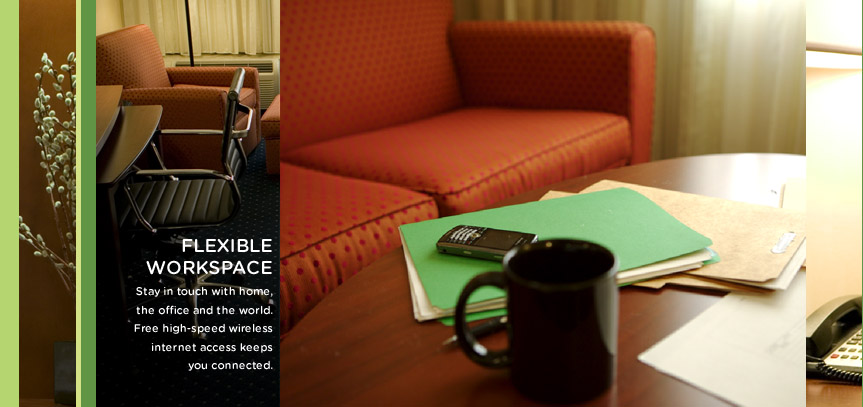 FLEXIBLE
WORKSPACE
Stay in touch with home,
the office and the world.
Free high-speed wireless
internet access keeps
you connected.